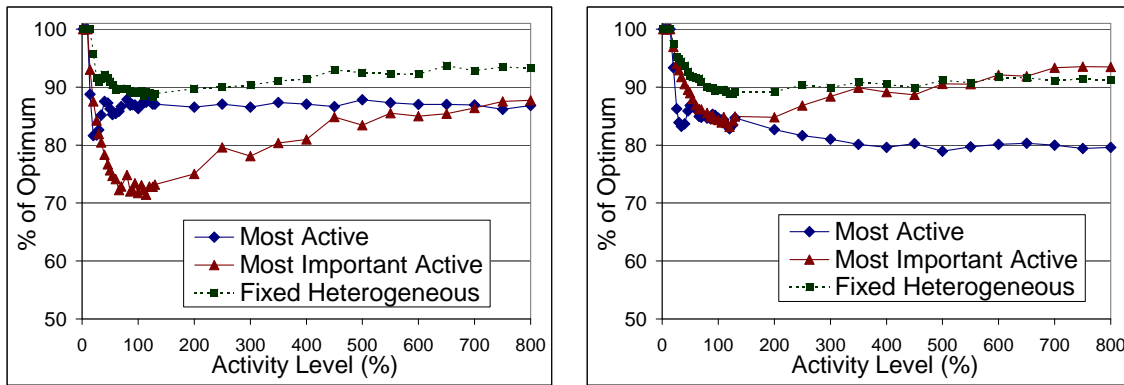 % of Optimum
100
90
80
70
60
50
Most Active
Most Important Active
Fixed Heterogeneous
0 100 200 300 400 500 600 700 800
Activity Level (%)
% of Optimum
100
90
80
70
60
50
Most Active
Most Important Active
Fixed Heterogeneous
0 100 200 300 400 500 600 700 800
Activity Level (%)